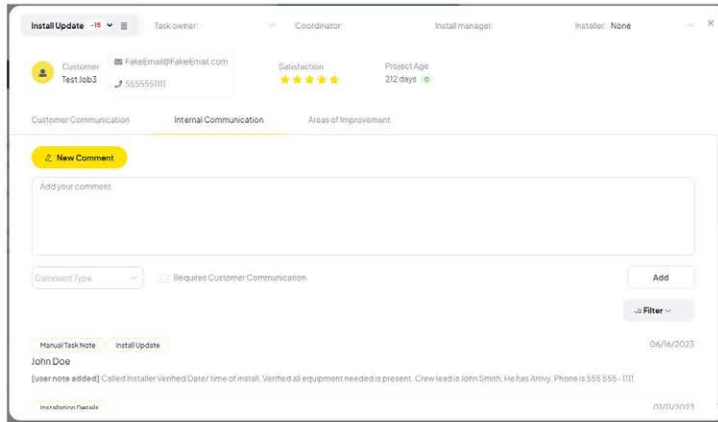 Install Update -15
Task owner:
Coordinator:
Install manager:
Installer: None
Customer
Test Job3
FakeEmail@FakeEmail.com
5555551111
Satisfaction
Project Age
212 days
Customer Communication
Internal Communication
Areas of Improvement
New Comment
Add your comment
Comment Type
Requires Customer Communication
Add
Filter
Manual Task Note
Install Update
06/16/2023
John Doe
[user note added] Called Installer Verified Date/ time of install. Verified all equipment needed is present. Crew lead is John Smith. He has Army. Phone is 555 555-1111
Installation Details
01/11/2023